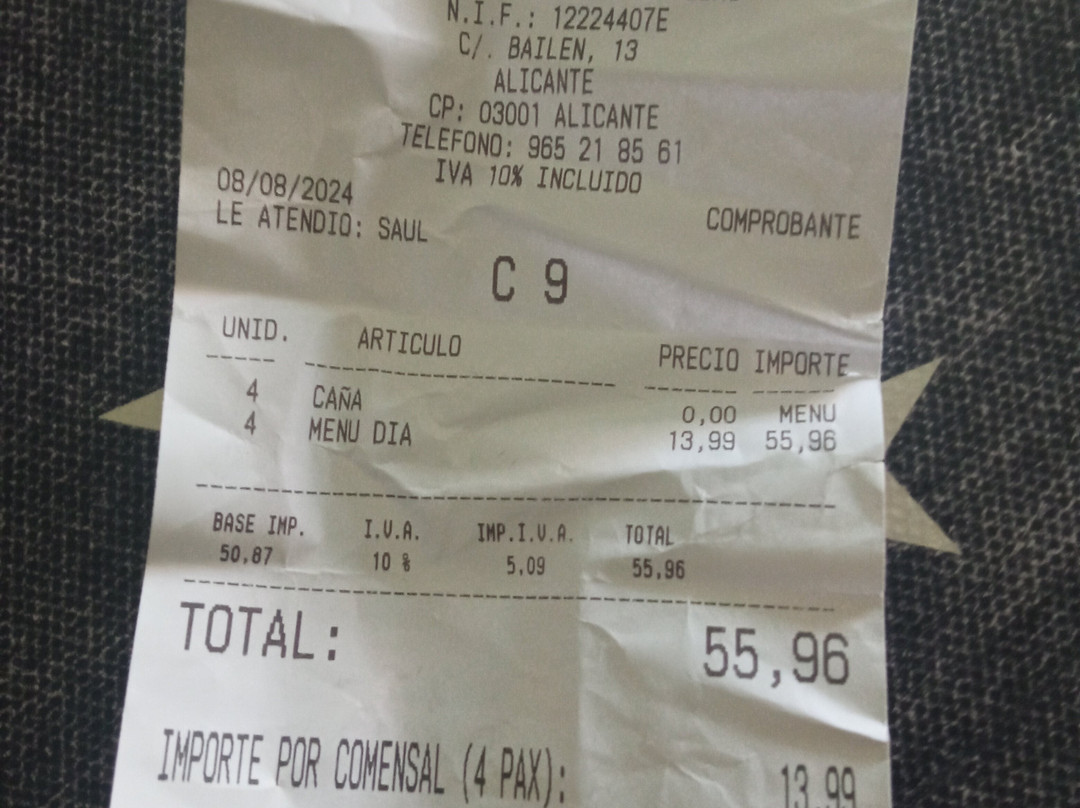 N.I.F.: 12224407E
C/. BAILEN, 13
ALICANTE
CP: 03001 ALICANTE
TELEFONO: 965 21 85 61
IVA 10% INCLUIDO
08/08/2024
LE ATENDIO: SAUL COMPROBANTE
C 9
UNID. ARTICULO PRECIO IMPORTE
4 CAÑA 0,00 MENU
4 MENU DIA 13,99 55,96
BASE IMP. I.V.A. IMP.I.V.A. TOTAL
50,87 10 % 5,09 55,96
TOTAL: 55,96
IMPORTE POR COMENSAL (4 PAX): 13,99